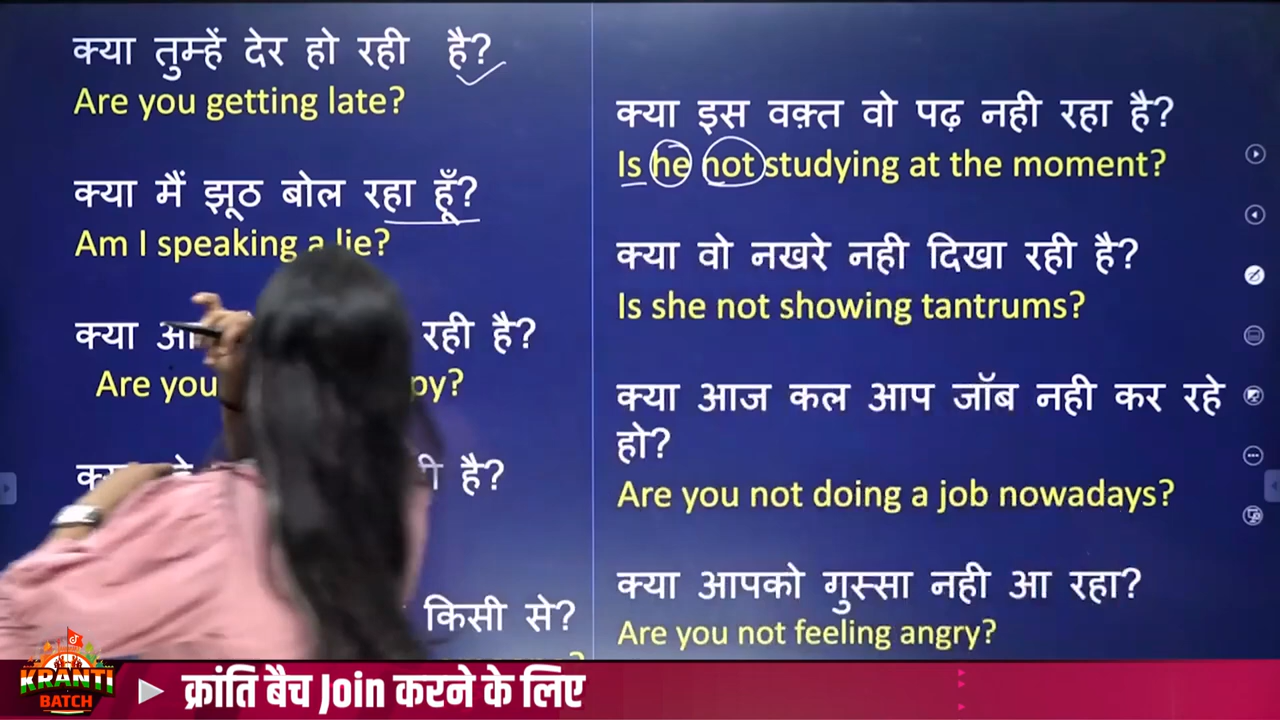 क्या तुम्हें देर हो रही है?
Are you getting late?
क्या मैं झूठ बोल रहा हूँ?
Am I speaking a lie?
क्या रही है?
Are you
है?
किसी से?
क्या इस वक़्त वो पढ़ नही रहा है?
Is he not studying at the moment?
क्या वो नखरे नही दिखा रही है?
Is she not showing tantrums?
क्या आज कल आप जॉब नही कर रहे
हो?
Are you not doing a job nowadays?
क्या आपको गुस्सा नही आ रहा?
Are you not feeling angry?
KRANTI
BATCH
क्रांति बैच Join करने के लिए